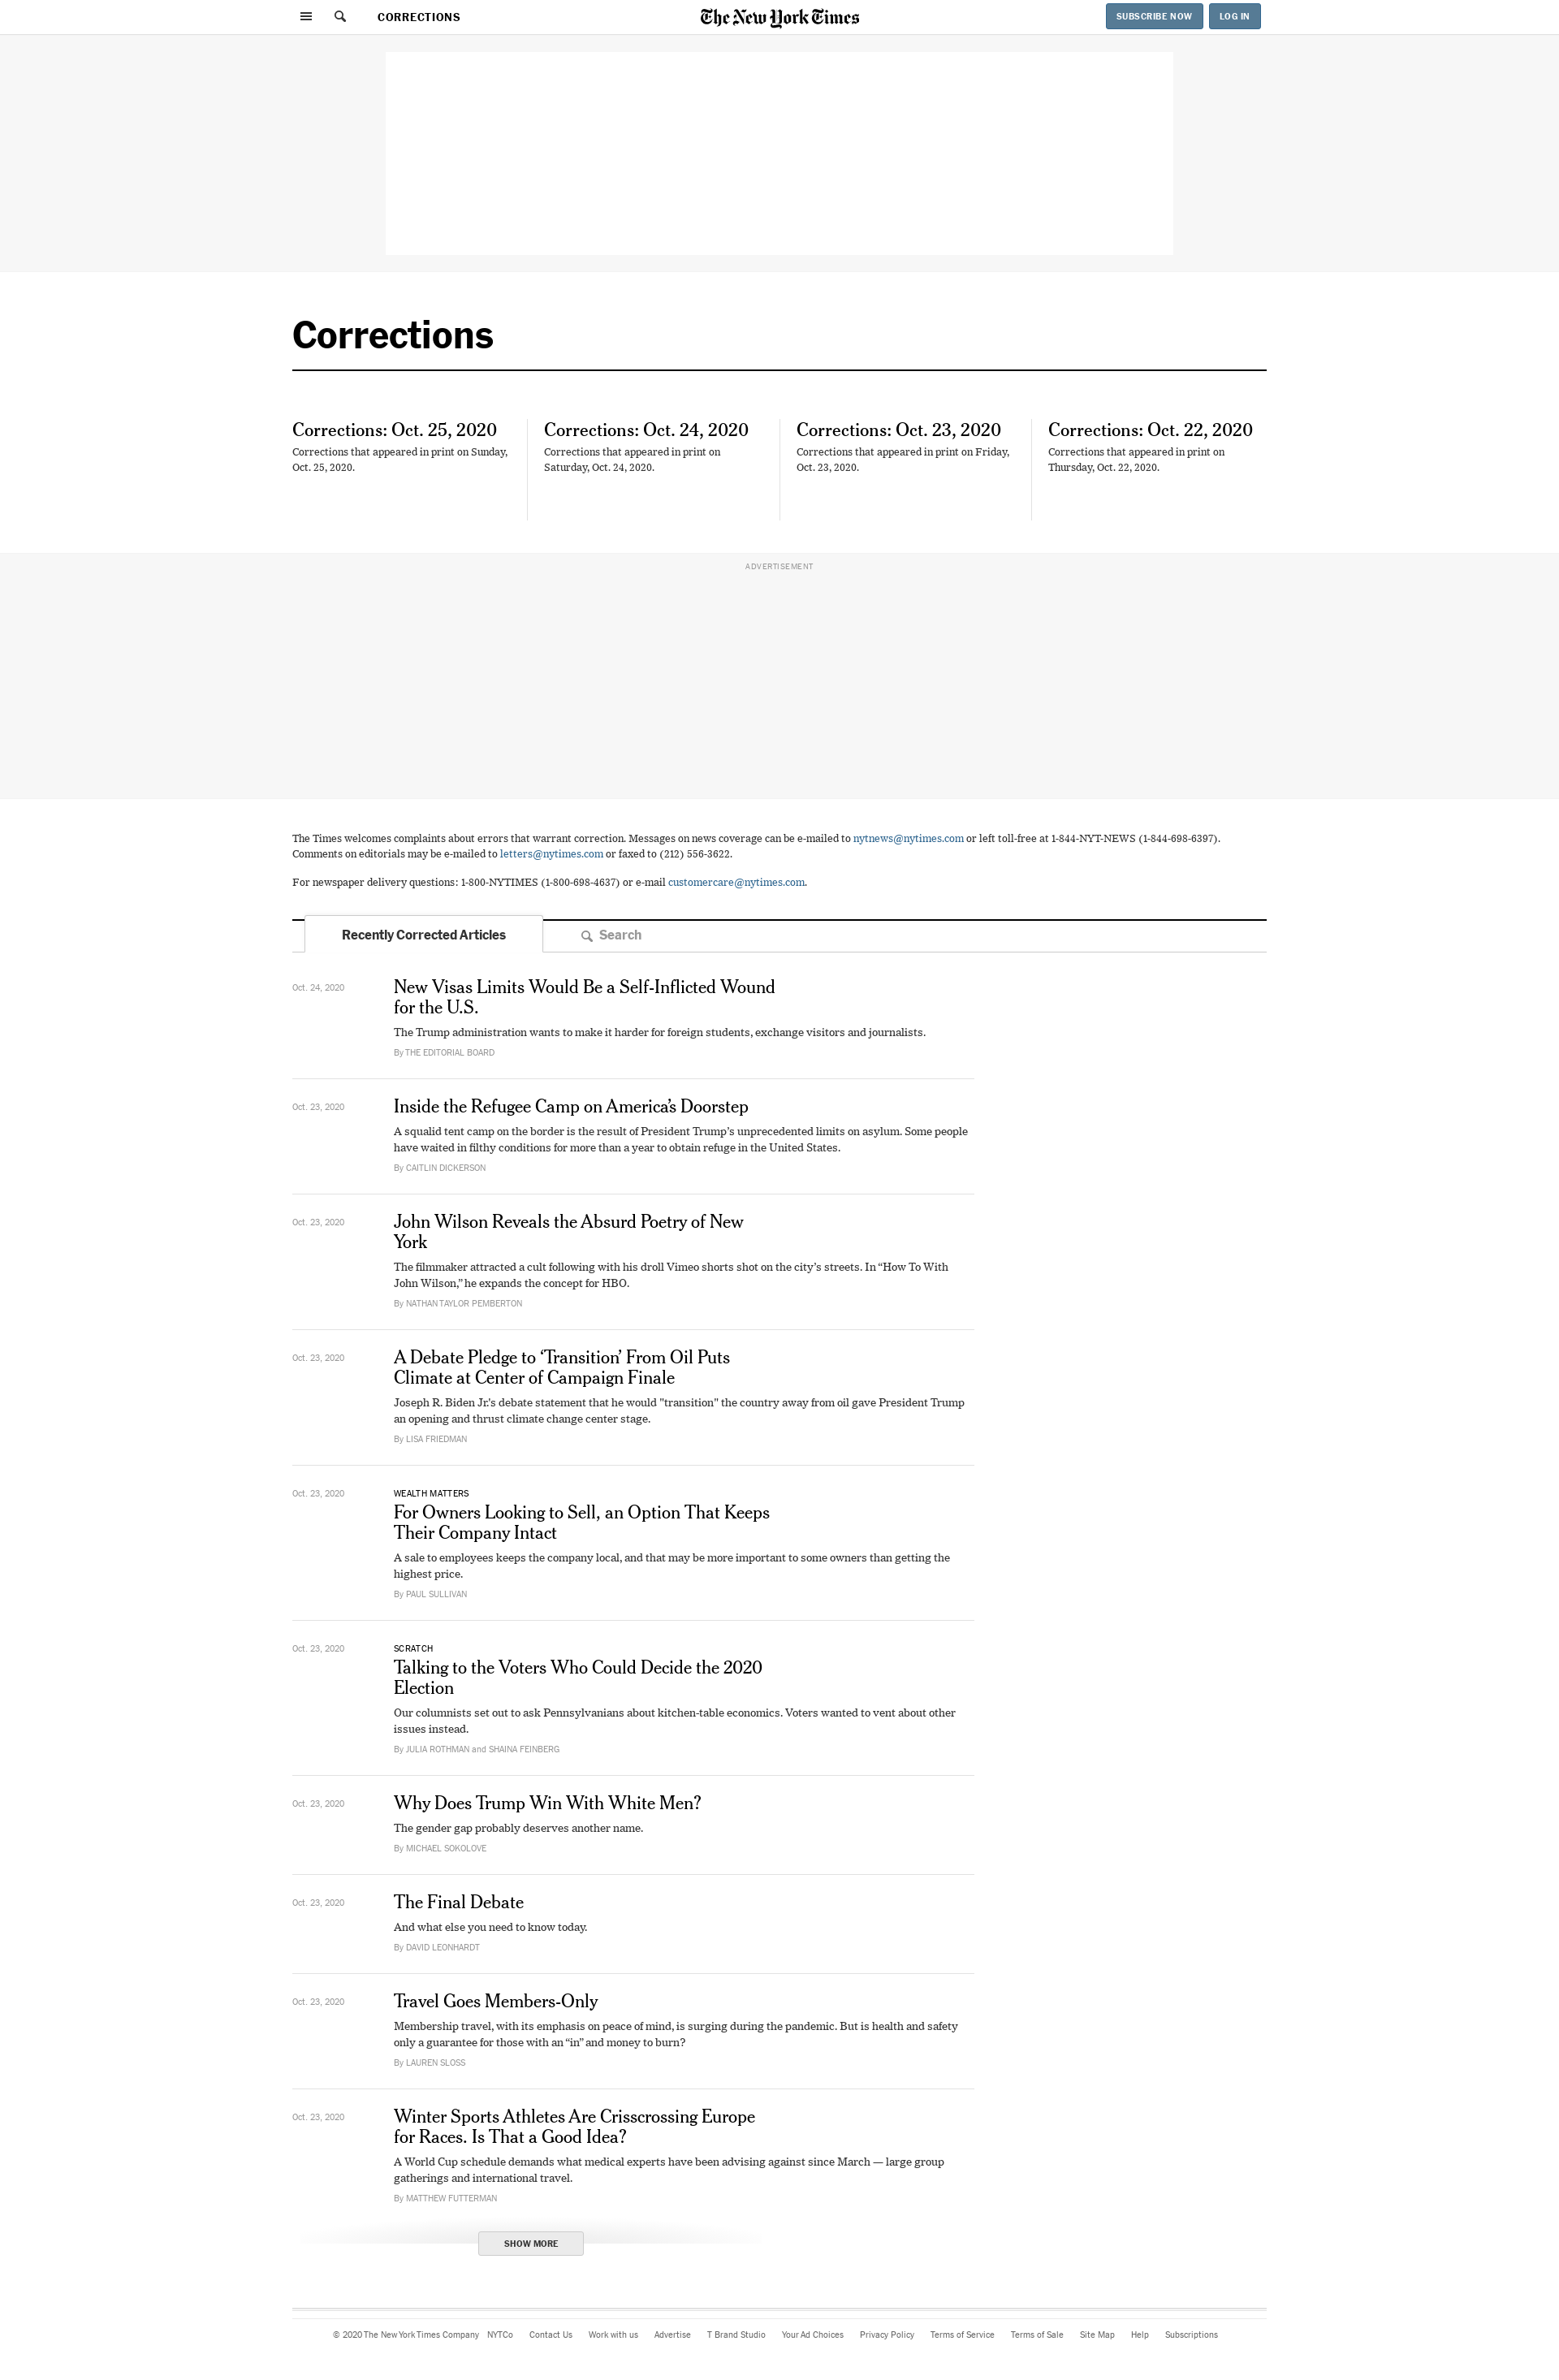 CORRECTIONS
The New York Times
SUBSCRIBE NOW
LOG IN
Corrections
Corrections: Oct. 25, 2020
Corrections that appeared in print on Sunday,
Oct. 25, 2020.
Corrections: Oct. 24, 2020
Corrections that appeared in print on
Saturday, Oct. 24, 2020.
Corrections: Oct. 23, 2020
Corrections that appeared in print on Friday,
Oct. 23, 2020.
Corrections: Oct. 22, 2020
Corrections that appeared in print on
Thursday, Oct. 22, 2020.
ADVERTISEMENT
The Times welcomes complaints about errors that warrant correction. Messages on news coverage can be e-mailed to nytnews@nytimes.com or left toll-free at 1-844-NYT-NEWS (1-844-698-6397).
Comments on editorials may be e-mailed to letters@nytimes.com or faxed to (212) 556-3622.
For newspaper delivery questions: 1-800-NYTIMES (1-800-698-4637) or e-mail customercare@nytimes.com.
Recently Corrected Articles
Search
Oct. 24, 2020
New Visas Limits Would Be a Self-Inflicted Wound
for the U.S.
The Trump administration wants to make it harder for foreign students, exchange visitors and journalists.
By THE EDITORIAL BOARD
Oct. 23, 2020
Inside the Refugee Camp on America’s Doorstep
A squalid tent camp on the border is the result of President Trump’s unprecedented limits on asylum. Some people
have waited in filthy conditions for more than a year to obtain refuge in the United States.
By CAITLIN DICKERSON
Oct. 23, 2020
John Wilson Reveals the Absurd Poetry of New
York
The filmmaker attracted a cult following with his droll Vimeo shorts shot on the city’s streets. In “How To With
John Wilson,” he expands the concept for HBO.
By NATHAN TAYLOR PEMBERTON
Oct. 23, 2020
A Debate Pledge to ‘Transition’ From Oil Puts
Climate at Center of Campaign Finale
Joseph R. Biden Jr.’s debate statement that he would "transition" the country away from oil gave President Trump
an opening and thrust climate change center stage.
By LISA FRIEDMAN
Oct. 23, 2020
WEALTH MATTERS
For Owners Looking to Sell, an Option That Keeps
Their Company Intact
A sale to employees keeps the company local, and that may be more important to some owners than getting the
highest price.
By PAUL SULLIVAN
Oct. 23, 2020
SCRATCH
Talking to the Voters Who Could Decide the 2020
Election
Our columnists set out to ask Pennsylvanians about kitchen-table economics. Voters wanted to vent about other
issues instead.
By JULIA ROTHMAN and SHAINA FEINBERG
Oct. 23, 2020
Why Does Trump Win With White Men?
The gender gap probably deserves another name.
By MICHAEL SOKOLOVE
Oct. 23, 2020
The Final Debate
And what else you need to know today.
By DAVID LEONHARDT
Oct. 23, 2020
Travel Goes Members-Only
Membership travel, with its emphasis on peace of mind, is surging during the pandemic. But is health and safety
only a guarantee for those with an “in” and money to burn?
By LAUREN SLOSS
Oct. 23, 2020
Winter Sports Athletes Are Crisscrossing Europe
for Races. Is That a Good Idea?
A World Cup schedule demands what medical experts have been advising against since March — large group
gatherings and international travel.
By MATTHEW FUTTERMAN
SHOW MORE
© 2020 The New York Times Company NYTCo Contact Us Work with us Advertise T Brand Studio Your Ad Choices Privacy Policy Terms of Service Terms of Sale Site Map Help Subscriptions